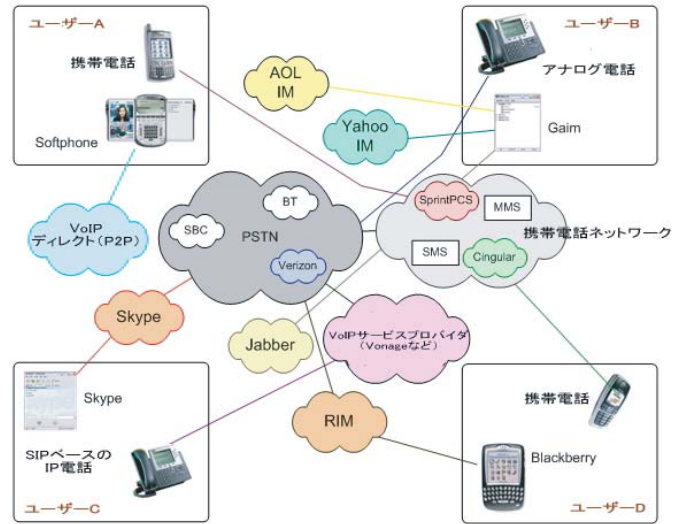 ユーザーA
携帯電話
Softphone
AOL
IM
Yahoo
IM
ユーザーB
アナログ電話
Gaim
VoIP
ディレクト(P2P)
SBC
BT
PSTN
Verizon
SprintPCS
MMS
SMS
Cingular
携帯電話ネットワーク
Skype
Jabber
VoIPサービスプロバイダ
(Vonageなど)
RIM
Skype
SIPベースの
IP電話
ユーザーC
携帯電話
Blackberry
ユーザーD